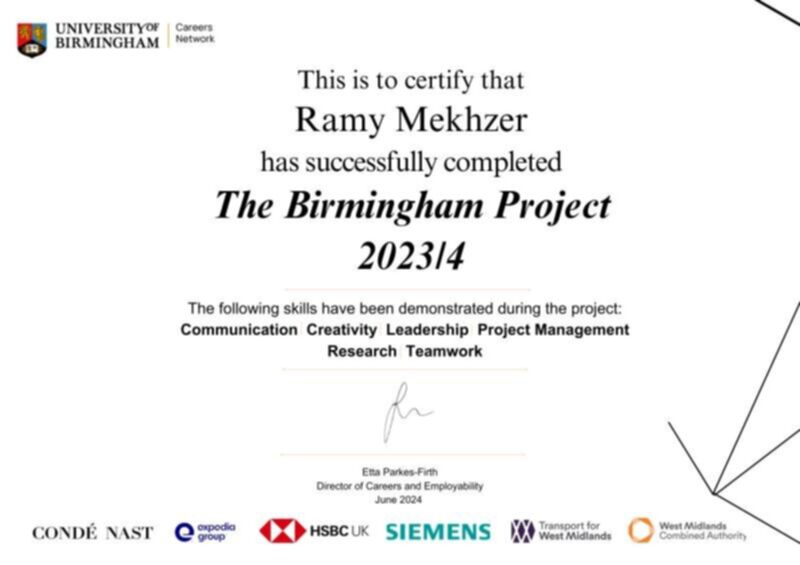 UNIVERSITYOF
BIRMINGHAM
Careers
Network
This is to certify that
Ramy Mekhzer
has successfully completed
The Birmingham Project
2023/4
The following skills have been demonstrated during the project:
Communication Creativity Leadership Project Management
Research Teamwork
Etta Parkes-Firth
Director of Careers and Employability
June 2024
CONDÉ NAST
expedia
group
HSBC UK
SIEMENS
Transport for
West Midlands
West Midlands
Combined Authority